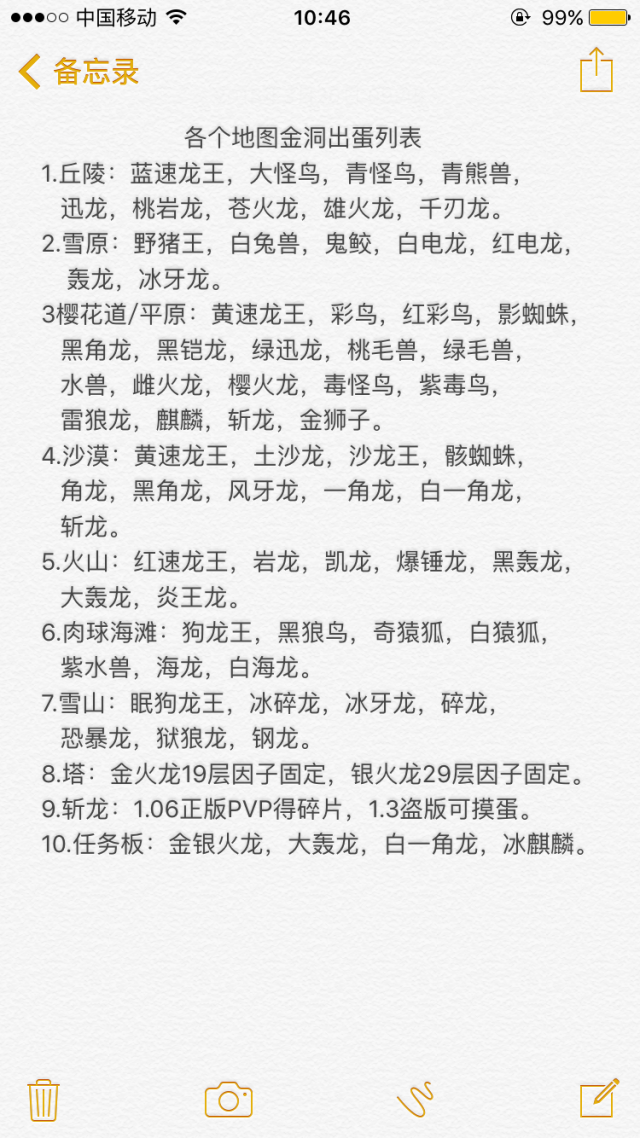 中国移动 10:46 99%
备忘录
各个地图金洞出蛋列表
1.丘陵：蓝速龙王，大怪鸟，青怪鸟，青熊兽，
迅龙，桃岩龙，苍火龙，雄火龙，千刃龙。
2.雪原：野猪王，白兔兽，鬼鲛，白电龙，红电龙，
轰龙，冰牙龙。
3樱花道/平原：黄速龙王，彩鸟，红彩鸟，影蜘蛛，
黑角龙，黑铠龙，绿迅龙，桃毛兽，绿毛兽，
水兽，雌火龙，樱火龙，毒怪鸟，紫毒鸟，
雷狼龙，麒麟，斩龙，金狮子。
4.沙漠：黄速龙王，土沙龙，沙龙王，骸蜘蛛，
角龙，黑角龙，风牙龙，一角龙，白一角龙，
斩龙。
5.火山：红速龙王，岩龙，凯龙，爆锤龙，黑轰龙，
大轰龙，炎王龙。
6.肉球海滩：狗龙王，黑狼鸟，奇猿狐，白猿狐，
紫水兽，海龙，白海龙。
7.雪山：眠狗龙王，冰碎龙，冰牙龙，碎龙，
恐暴龙，狱狼龙，钢龙。
8.塔：金火龙19层因子固定，银火龙29层因子固定。
9.斩龙：1.06正版PVP得碎片，1.3盗版可摸蛋。
10.任务板：金银火龙，大轰龙，白一角龙，冰麒麟。